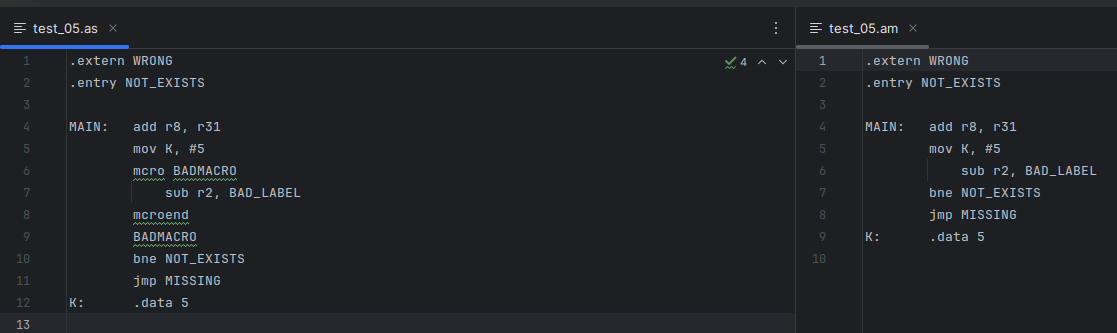 test_05.as
1 .extern WRONG
2 .entry NOT_EXISTS
3
4 MAIN: add r8, r31
5 mov K, #5
6 mcro BADMACRO
7 sub r2, BAD_LABEL
8 mcroend
9 BADMACRO
10 bne NOT_EXISTS
11 jmp MISSING
12 K: .data 5
13
4
test_05.am
1 .extern WRONG
2 .entry NOT_EXISTS
3
4 MAIN: add r8, r31
5 mov K, #5
6 sub r2, BAD_LABEL
7 bne NOT_EXISTS
8 jmp MISSING
9 K: .data 5
10